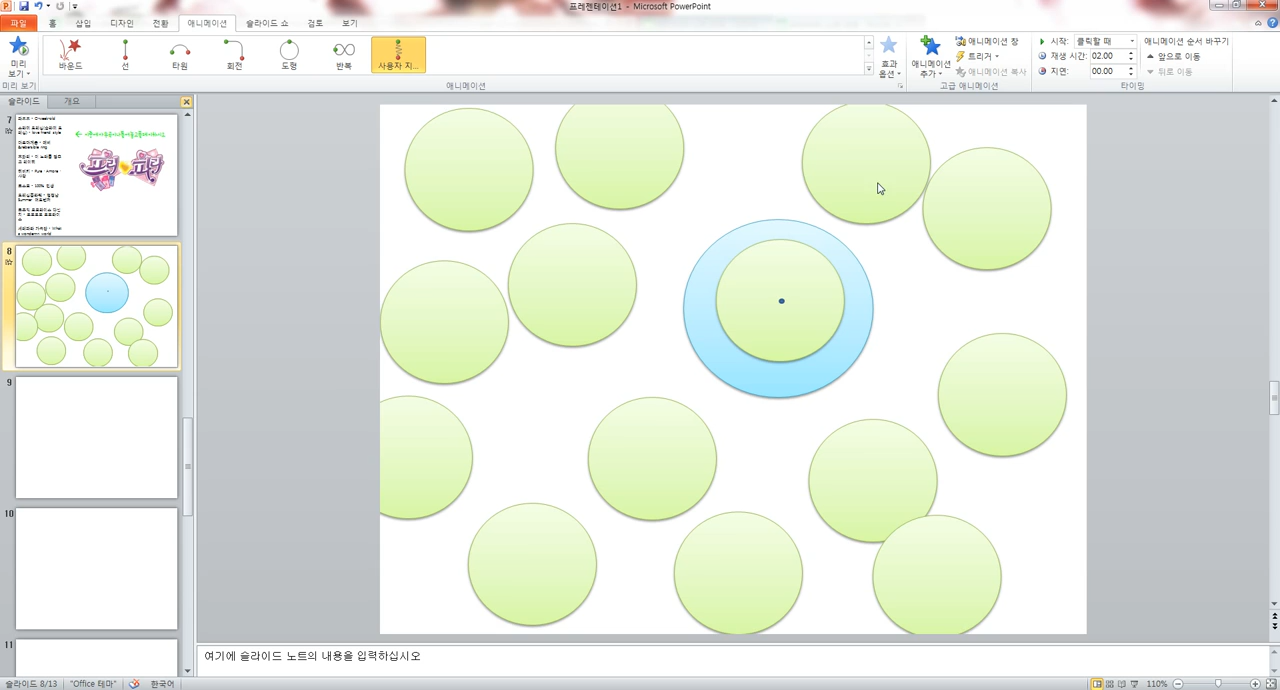 프레젠테이션1 - Microsoft PowerPoint
파일 홈 삽입 디자인 전환 애니메이션 슬라이드 쇼 검토 보기
미리 보기
바운드 선 타원 회전 도형 반복 사용자 지...
효과 옵션
애니메이션 추가
애니메이션 창
트리거
애니메이션 복사
시작: 클릴할 때
재생 시간: 02.00
지연: 00.00
애니메이션 순서 바꾸기
앞으로 이동
뒤로 이동
미리 보기 애니메이션 고급 애니메이션 타이밍
슬라이드 개요
7
8
9
10
11
여기에 슬라이드 노트의 내용을 입력하십시오
슬라이드 8/13 "Office 테마" 한국어 110%